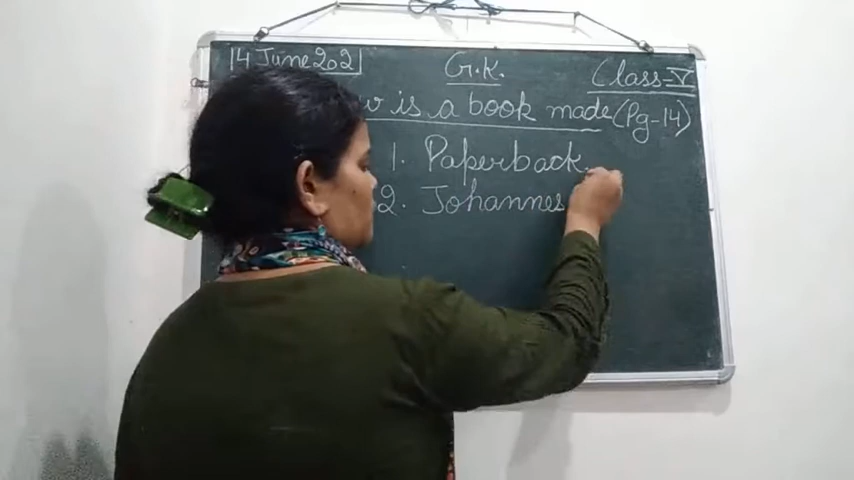 14 June 202 G.K. Class-V
is a book made (Pg-14)
1. Paperback.
2. Johannes